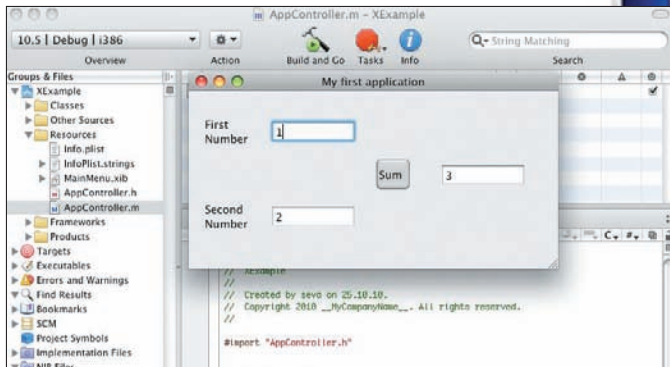 AppController.m – XExample
10.5 | Debug | i386
String Matching
Overview
Action
Build and Go
Tasks
Info
Search
Groups & Files
XExample
Classes
Other Sources
Resources
Info.plist
InfoPlist.strings
MainMenu.xib
AppController.h
AppController.m
Frameworks
Products
Targets
Executables
Errors and Warnings
Find Results
Bookmarks
SCM
Project Symbols
Implementation Files
NIB Files
My first application
First
Number
1
Sum
3
Second
Number
2
// XExample
//
// Created by seva on 25.10.10.
// Copyright 2010 __MyCompanyName__. All rights reserved.
//
#import "AppController.h"
C
#